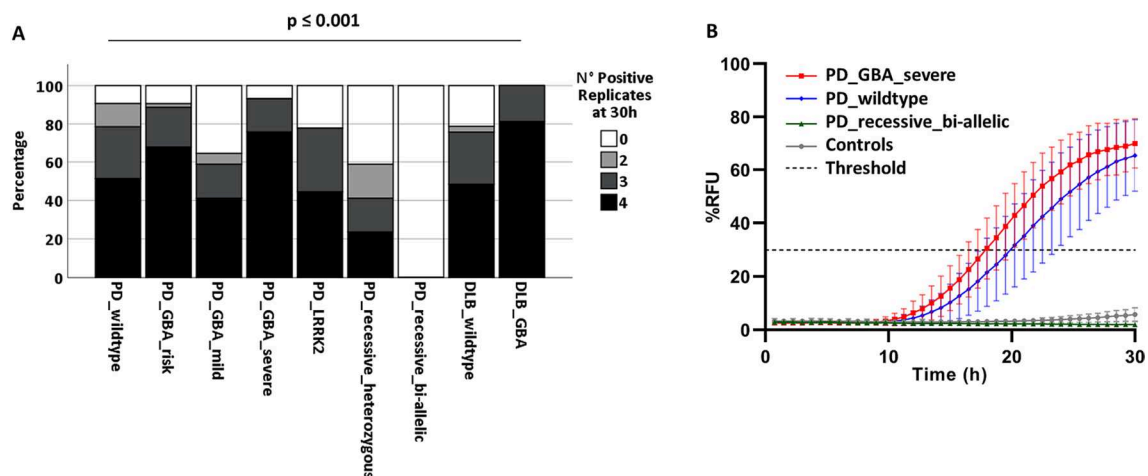 p ≤ 0.001
A
N° Positive
Replicates
at 30h
0
2
3
4
Percentage
100
80
60
40
20
0
PD_wildtype
PD_GBA_risk
PD_GBA_mild
PD_GBA_severe
PD_LRRK2
PD_recessive_heterozygous
PD_recessive_bi-allelic
DLB_wildtype
DLB_GBA
B
PD_GBA_severe
PD_wildtype
PD_recessive_bi-allelic
Controls
Threshold
%RFU
100
80
60
40
20
0
0
10
20
30
Time (h)